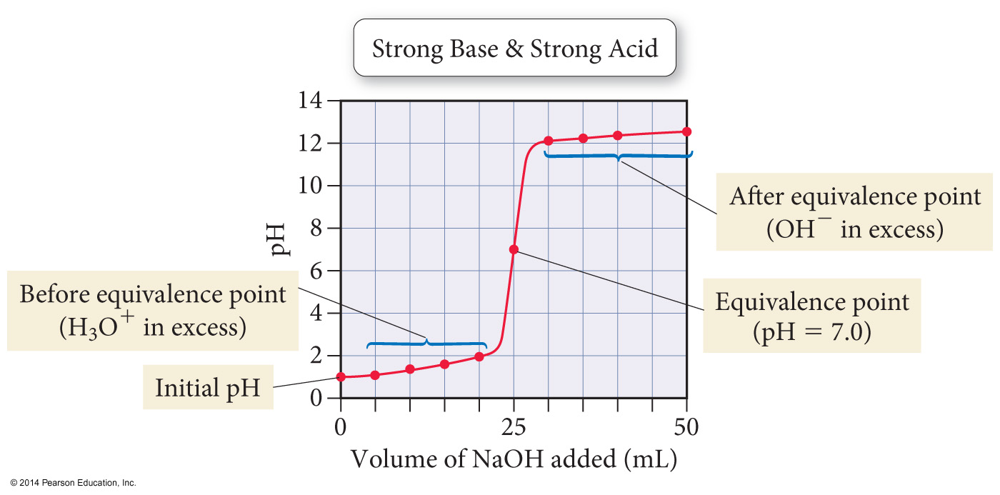 Strong Base & Strong Acid
14
12
10
8
6
4
2
0
pH
0
25
50
Volume of NaOH added (mL)
After equivalence point
(OH⁻ in excess)
Equivalence point
(pH = 7.0)
Before equivalence point
(H₃O⁺ in excess)
Initial pH
© 2014 Pearson Education, Inc.